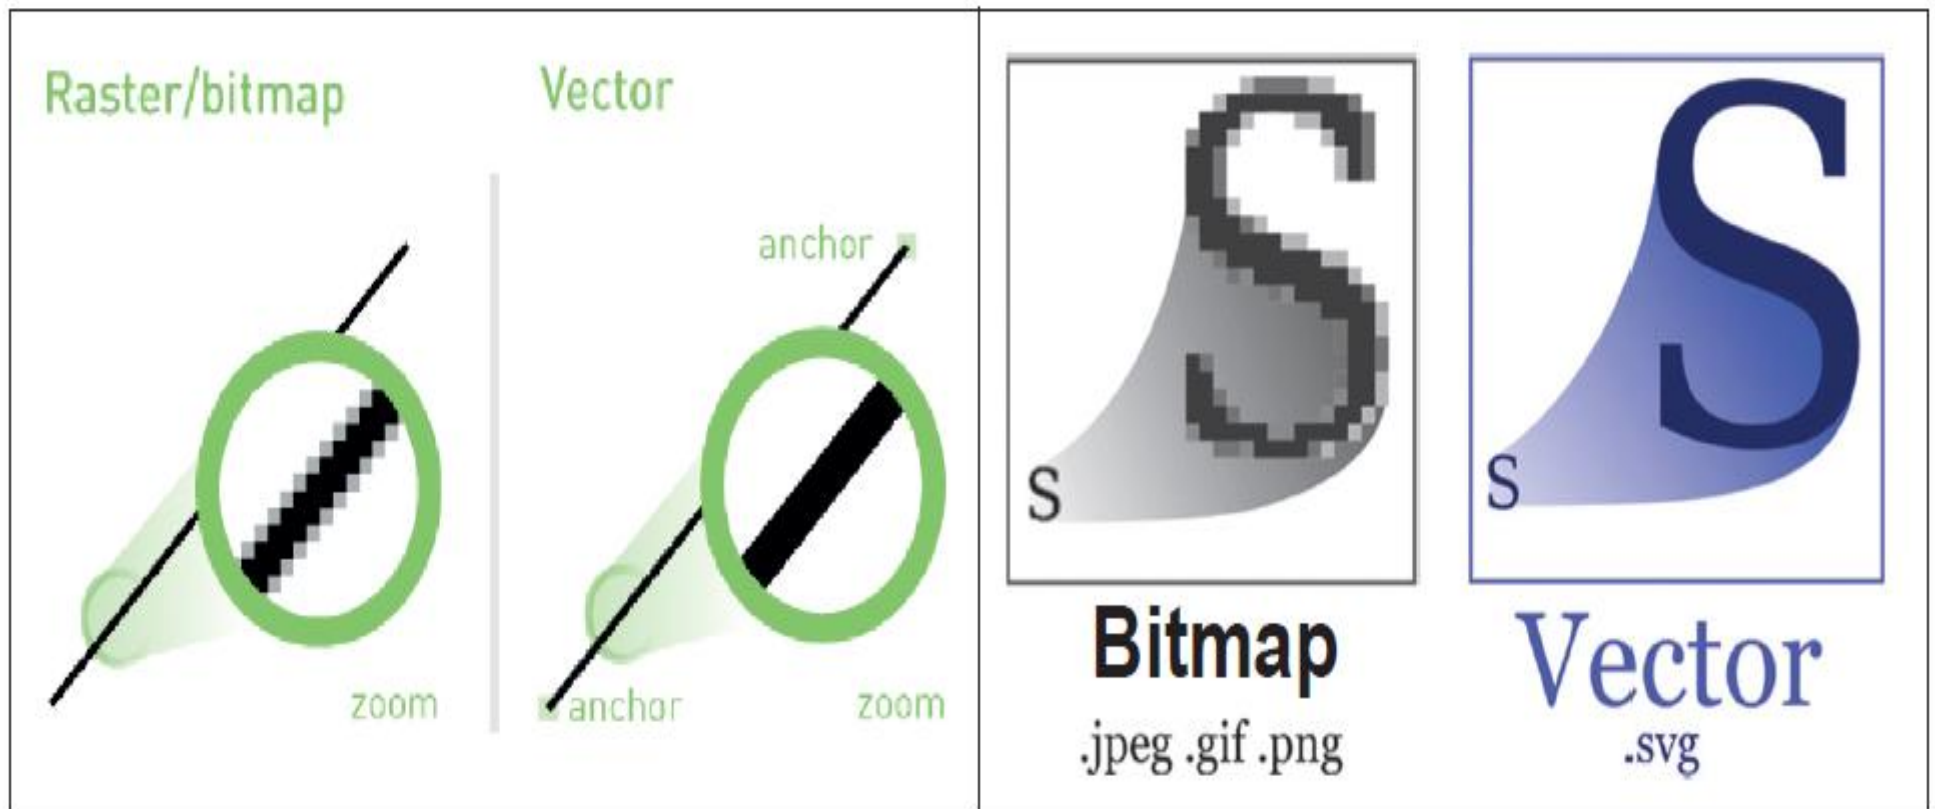 Raster/bitmap
zoom
Vector
anchor
anchor
zoom
S
S
Bitmap
.jpeg .gif .png
S
S
Vector
.svg